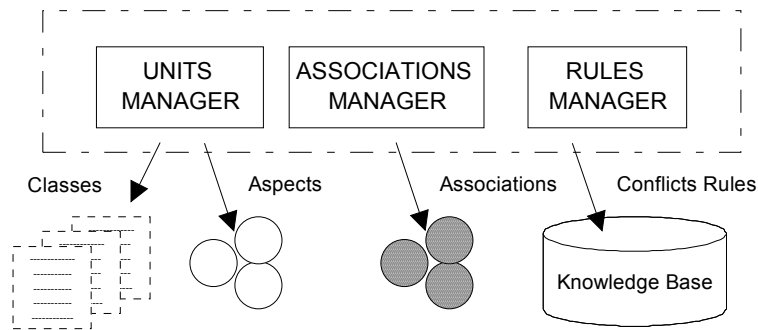 UNITS
MANAGER
ASSOCIATIONS
MANAGER
RULES
MANAGER
Classes
Aspects
Associations
Conflicts Rules
Knowledge Base